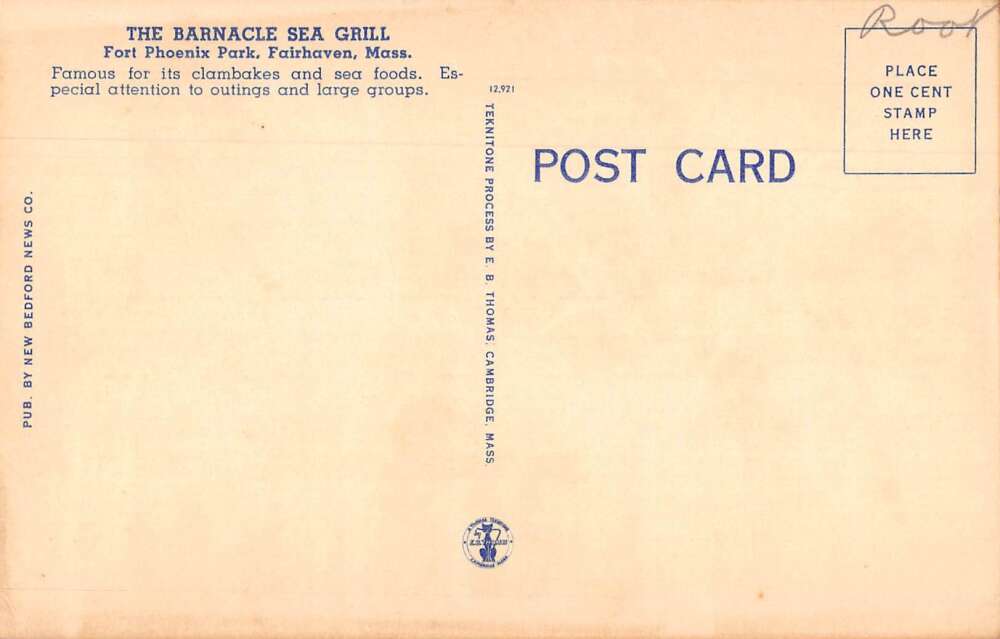 THE BARNACLE SEA GRILL
Fort Phoenix Park, Fairhaven, Mass.
Famous for its clambakes and sea foods. Es-
pecial attention to outings and large groups.
PUB. BY NEW BEDFORD NEWS CO.
12,921
TEKNITONE PROCESS BY E. B. THOMAS, CAMBRIDGE, MASS.
POST CARD
PLACE
ONE CENT
STAMP
HERE